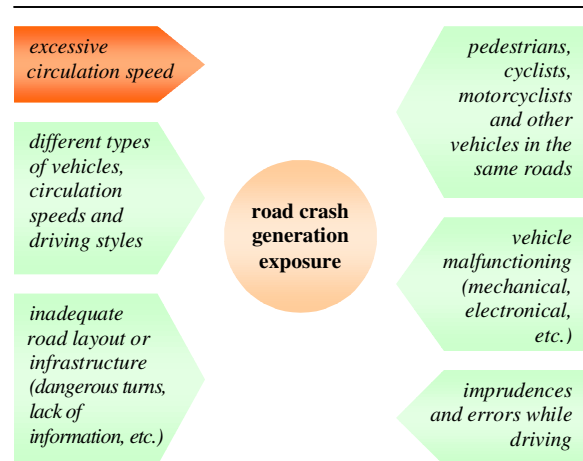 excessive
circulation speed
different types
of vehicles,
circulation
speeds and
driving styles
inadequate
road layout or
infrastructure
(dangerous turns,
lack of
information, etc.)
road crash
generation
exposure
pedestrians,
cyclists,
motorcyclists
and other
vehicles in the
same roads
vehicle
malfunctioning
(mechanical,
electronical,
etc.)
imprudences
and errors while
driving